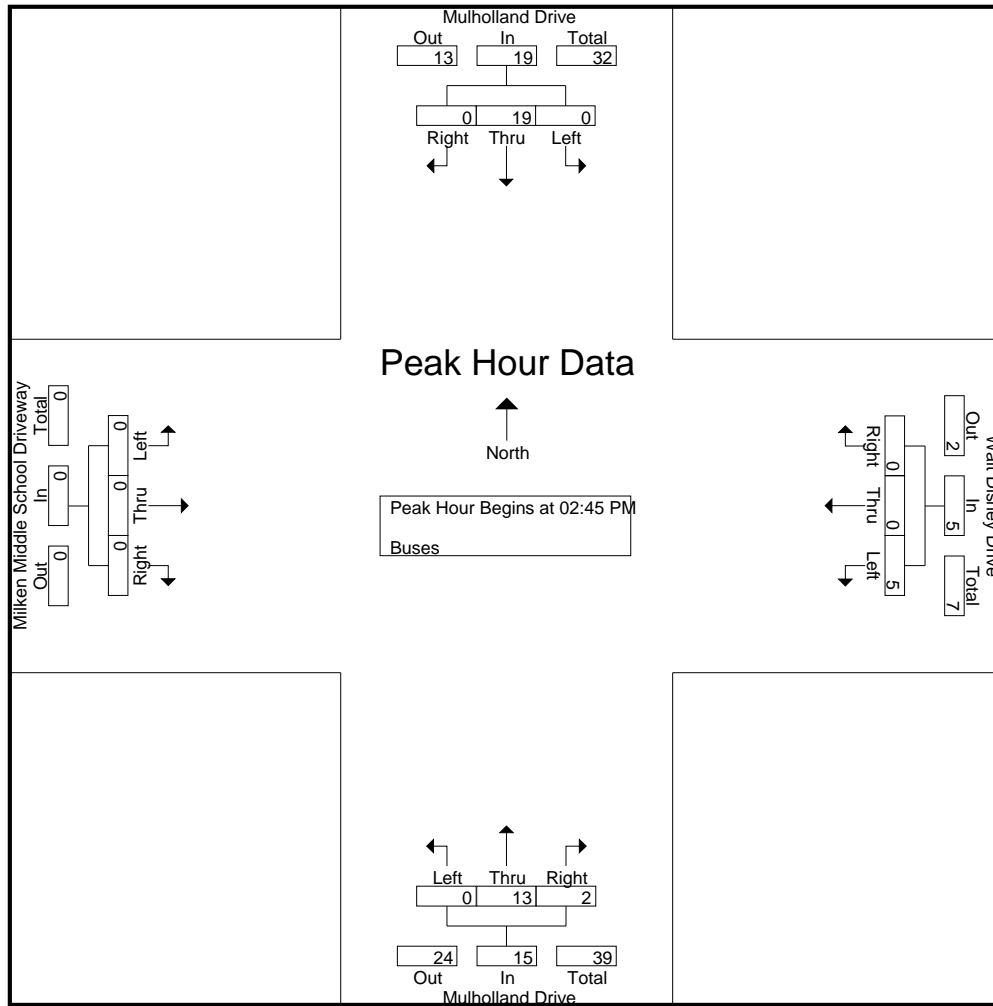 Mulholland Drive
Out In Total
13 19 32
0 19 0
Right Thru Left
Peak Hour Data
North
Peak Hour Begins at 02:45 PM
Buses
Milken Middle School Driveway
Total In Out
0 0 0
0 0 0
Left Thru Right
Walt Disney Drive
Out In Total
2 5 7
0 0 5
Right Thru Left
Left Thru Right
0 13 2
24 15 39
Out In Total
Mulholland Drive